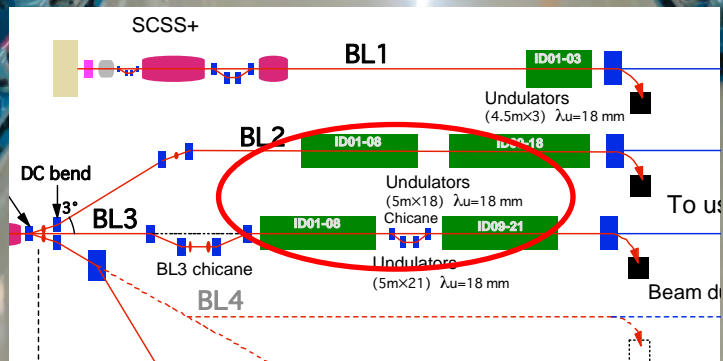 SCSS+
BL1
ID01-03
Undulators
(4.5m×3) λu=18 mm
BL2
ID01-08
ID09-18
DC bend
Undulators
(5m×18) λu=18 mm
3°
BL3
Chicane
To us
ID01-08
ID09-21
BL3 chicane
Undulators
(5m×21) λu=18 mm
BL4
Beam du